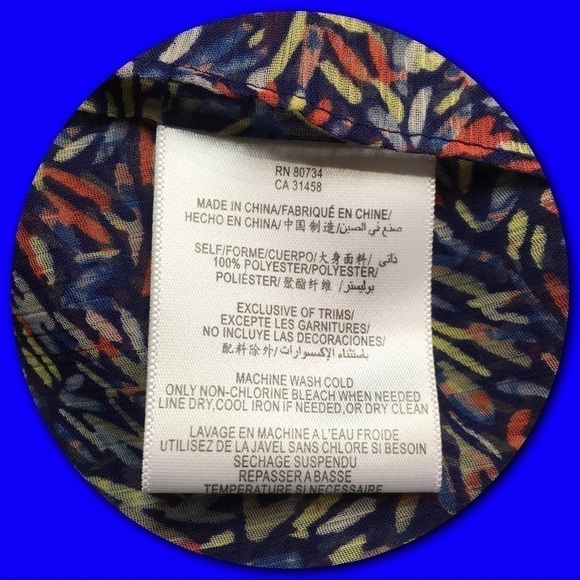 RN 80734
CA 31458
MADE IN CHINA/FABRIQUÉ EN CHINE/
HECHO EN CHINA/中国 制造/صنع في الصين
SELF/FORME/CUERPO/大身面料/ذاتي
100% POLYESTER/POLYESTER/
POLIÉSTER/聚酯纤维 /بوليستر
EXCLUSIVE OF TRIMS/
EXCEPTE LES GARNITURES/
NO INCLUYE LAS DECORACIONES/
配料除外/باستثناء الإكسسوارات
MACHINE WASH COLD
ONLY NON-CHLORINE BLEACH WHEN NEEDED
LINE DRY,COOL IRON IF NEEDED,OR DRY CLEAN
LAVAGE EN MACHINE A L'EAU FROIDE
UTILISEZ DE LA JAVEL SANS CHLORE SI BESOIN
SECHAGE SUSPENDU
REPASSER A BASSE
TEMPERATURE SI NECESSAIRE